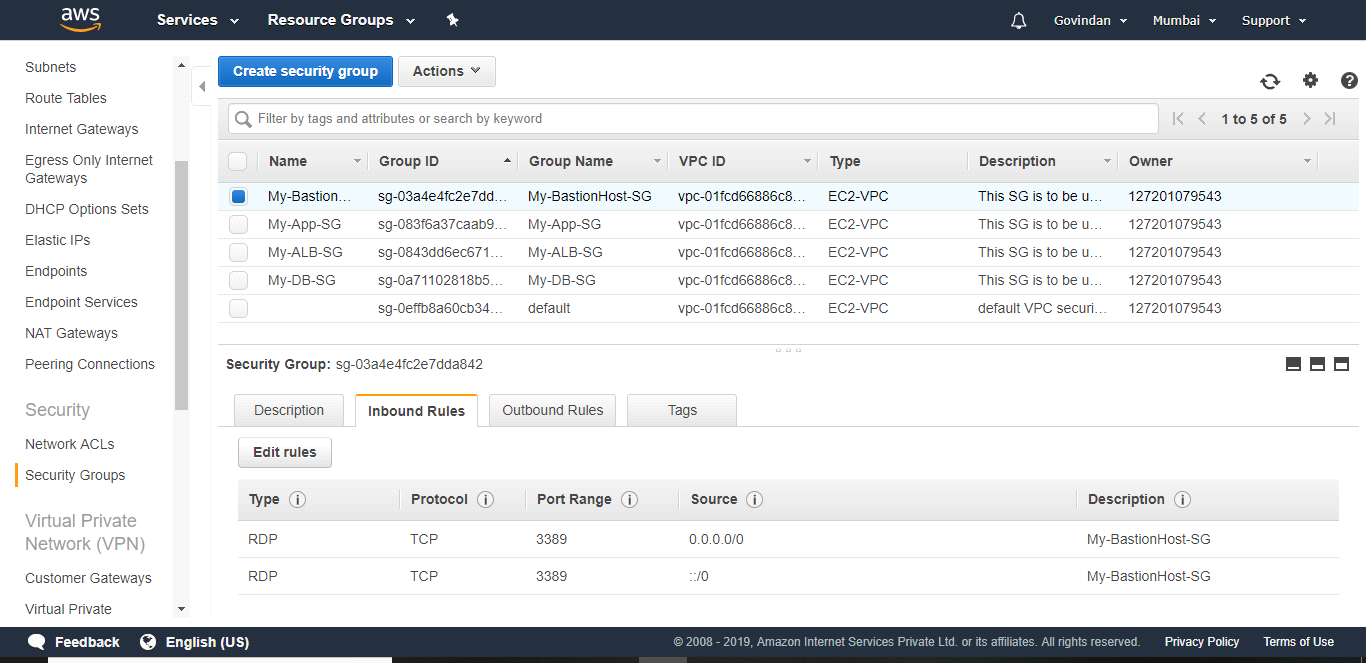 aws Services Resource Groups Govindan Mumbai Support
Subnets
Route Tables
Internet Gateways
Egress Only Internet
Gateways
DHCP Options Sets
Elastic IPs
Endpoints
Endpoint Services
NAT Gateways
Peering Connections
Security
Network ACLs
Security Groups
Virtual Private
Network (VPN)
Customer Gateways
Virtual Private
Create security group Actions
Filter by tags and attributes or search by keyword 1 to 5 of 5
Name Group ID Group Name VPC ID Type Description Owner
My-Bastion... sg-03a4e4fc2e7dd... My-BastionHost-SG vpc-01fcd66886c8... EC2-VPC This SG is to be u... 127201079543
My-App-SG sg-083f6a37caab9... My-App-SG vpc-01fcd66886c8... EC2-VPC This SG is to be u... 127201079543
My-ALB-SG sg-0843dd6ec671... My-ALB-SG vpc-01fcd66886c8... EC2-VPC This SG is to be u... 127201079543
My-DB-SG sg-0a71102818b5... My-DB-SG vpc-01fcd66886c8... EC2-VPC This SG is to be u... 127201079543
sg-0effb8a60cb34... default vpc-01fcd66886c8... EC2-VPC default VPC securi... 127201079543
Security Group: sg-03a4e4fc2e7dda842
Description Inbound Rules Outbound Rules Tags
Edit rules
Type Protocol Port Range Source Description
RDP TCP 3389 0.0.0.0/0 My-BastionHost-SG
RDP TCP 3389 ::/0 My-BastionHost-SG
Feedback English (US) © 2008 - 2019, Amazon Internet Services Private Ltd. or its affiliates. All rights reserved. Privacy Policy Terms of Use